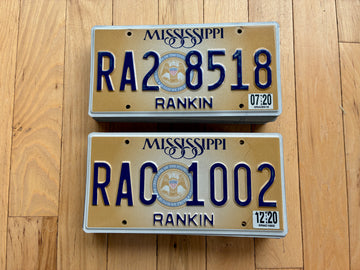 MISSISSIPPI
RA2 8518
07 20
RANKIN
MISSISSIPPI
RAC 1002
12 20
RANKIN